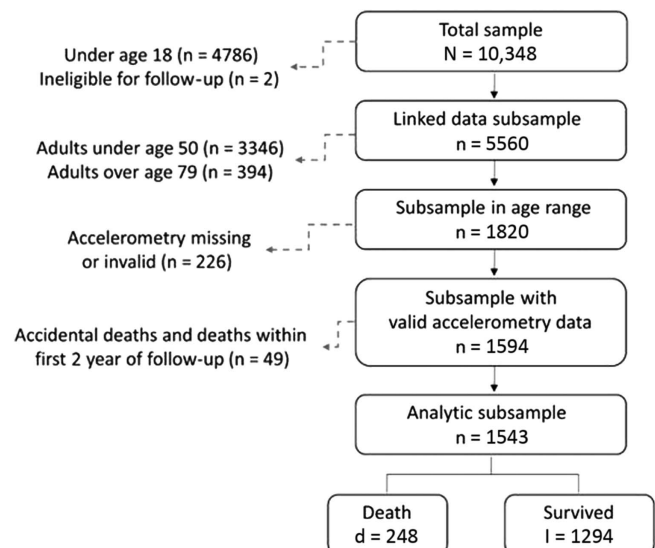 Total sample
N = 10,348
Under age 18 (n = 4786)
Ineligible for follow-up (n = 2)
Linked data subsample
n = 5560
Adults under age 50 (n = 3346)
Adults over age 79 (n = 394)
Subsample in age range
n = 1820
Accelerometry missing
or invalid (n = 226)
Subsample with
valid accelerometry data
n = 1594
Accidental deaths and deaths within
first 2 year of follow-up (n = 49)
Analytic subsample
n = 1543
Death
d = 248
Survived
l = 1294